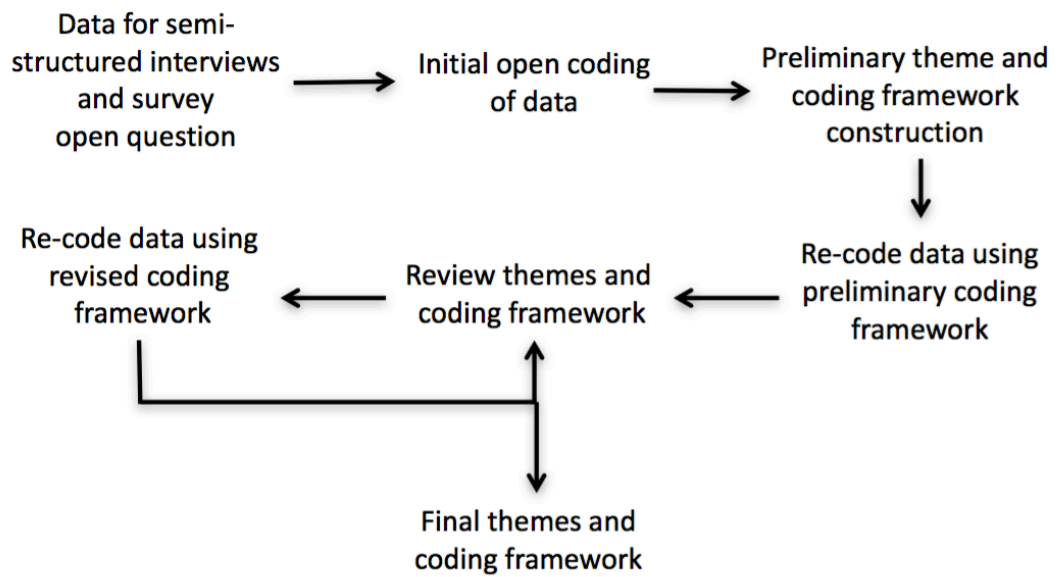 Data for semi-
structured interviews
and survey
open question
Initial open coding
of data
Preliminary theme and
coding framework
construction
Re-code data using
preliminary coding
framework
Review themes and
coding framework
Re-code data using
revised coding
framework
Final themes and
coding framework